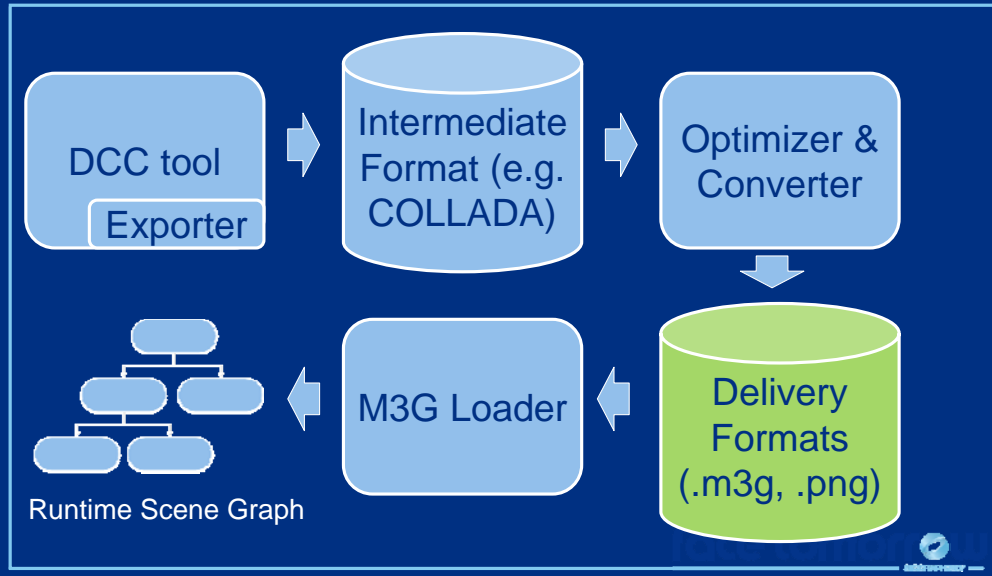 DCC tool
Exporter
Intermediate
Format (e.g.
COLLADA)
Optimizer &
Converter
Delivery
Formats
(.m3g, .png)
M3G Loader
Runtime Scene Graph